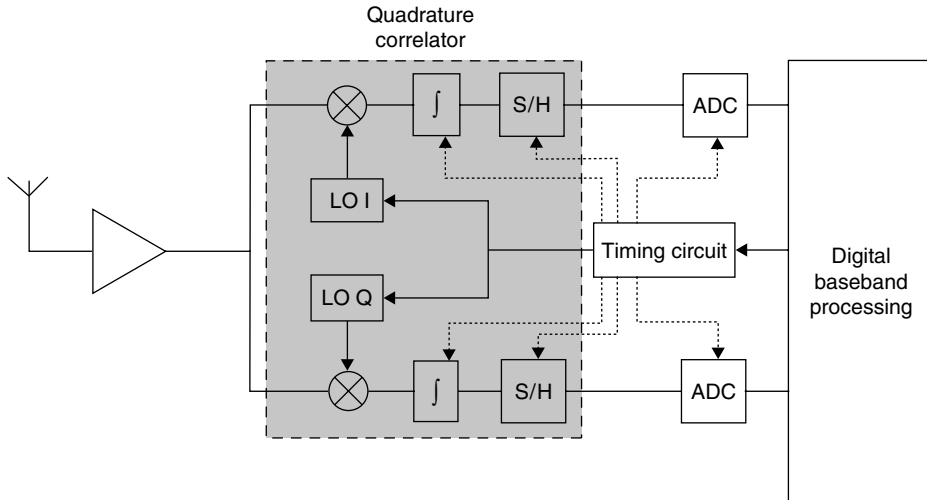 Quadrature
correlator
∫
S/H
ADC
LO I
Timing circuit
LO Q
Digital
baseband
processing
∫
S/H
ADC